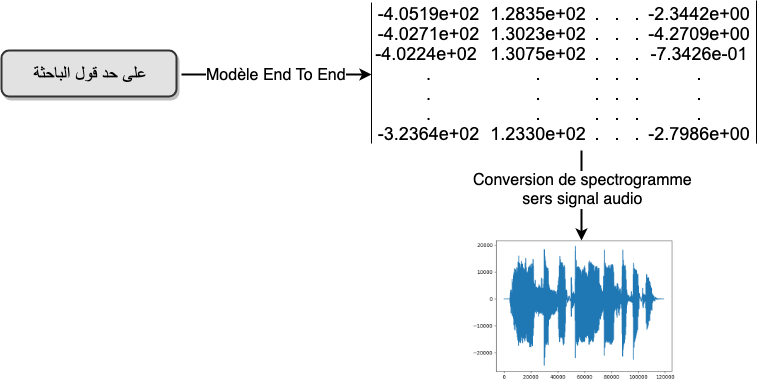 -4.0519e+02 1.2835e+02 . . . -2.3442e+00
-4.0271e+02 1.3023e+02 . . . -4.2709e+00
-4.0224e+02 1.3075e+02 . . . -7.3426e-01
. . . . . .
. . . . . .
. . . . . .
-3.2364e+02 1.2330e+02 . . . -2.7986e+00
على حد قول الباحثة
Modèle End To End
Conversion de spectrogramme
sers signal audio
20000
10000
0
−10000
−20000
0 20000 40000 60000 80000 100000 120000